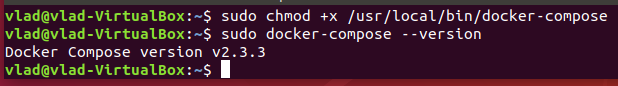 vlad@vlad-VirtualBox:~$ sudo chmod +x /usr/local/bin/docker-compose
vlad@vlad-VirtualBox:~$ sudo docker-compose --version
Docker Compose version v2.3.3
vlad@vlad-VirtualBox:~$